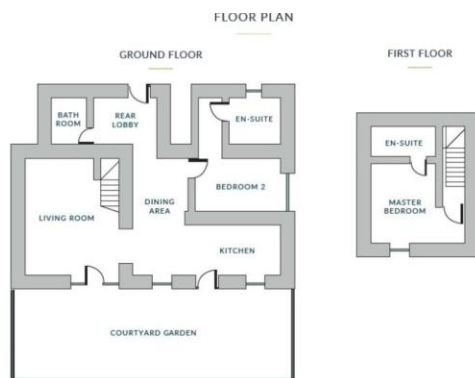 FLOOR PLAN
GROUND FLOOR
FIRST FLOOR
BATH
ROOM
REAR
LOBBY
EN-SUITE
EN-SUITE
BEDROOM 2
LIVING ROOM
DINING
AREA
MASTER
BEDROOM
KITCHEN
COURTYARD GARDEN